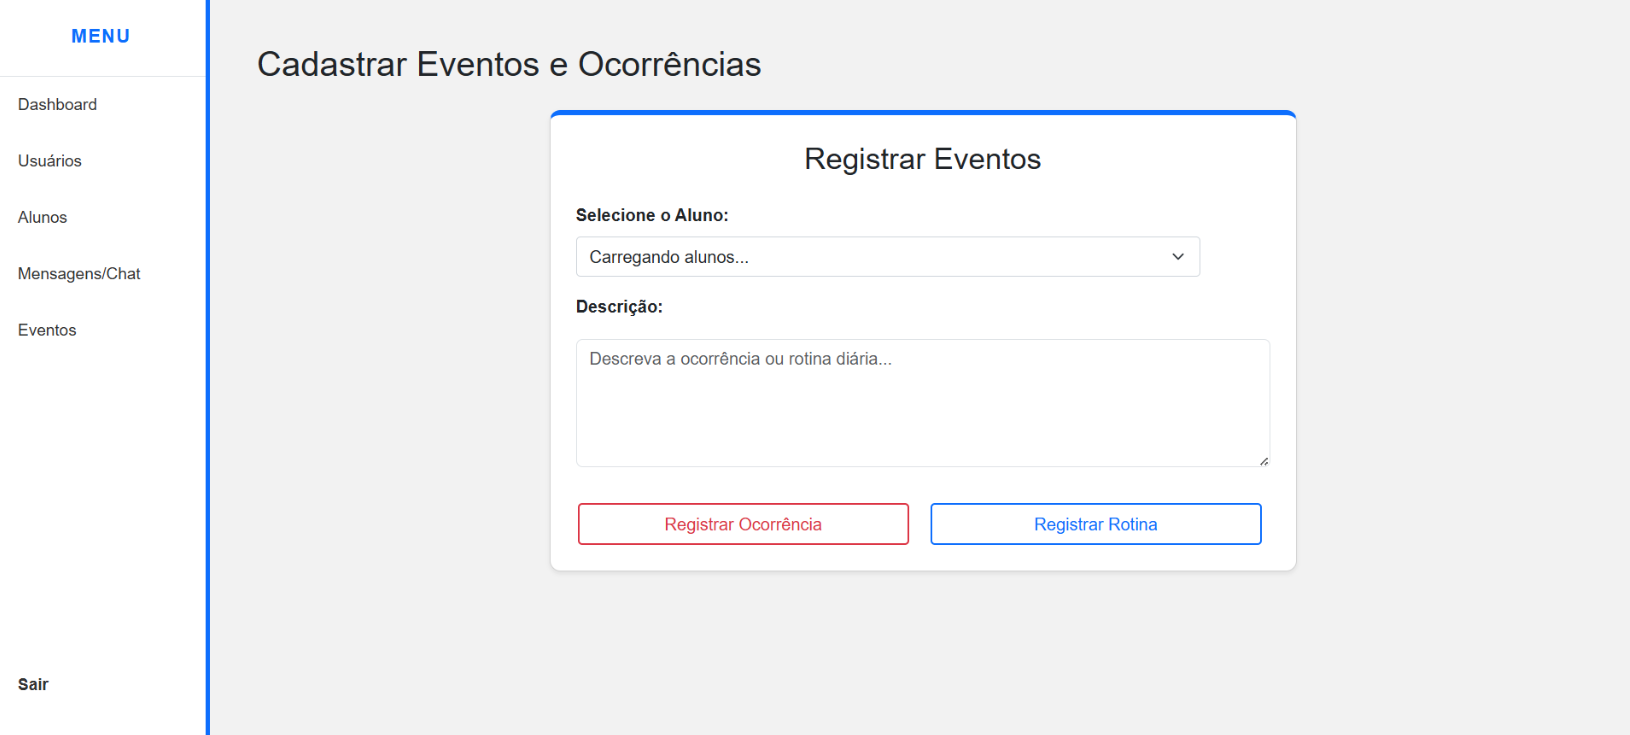 MENU
Dashboard
Usuários
Alunos
Mensagens/Chat
Eventos
Sair
Cadastrar Eventos e Ocorrências
Registrar Eventos
Selecione o Aluno:
Carregando alunos...
Descrição:
Descreva a ocorrência ou rotina diária...
Registrar Ocorrência
Registrar Rotina